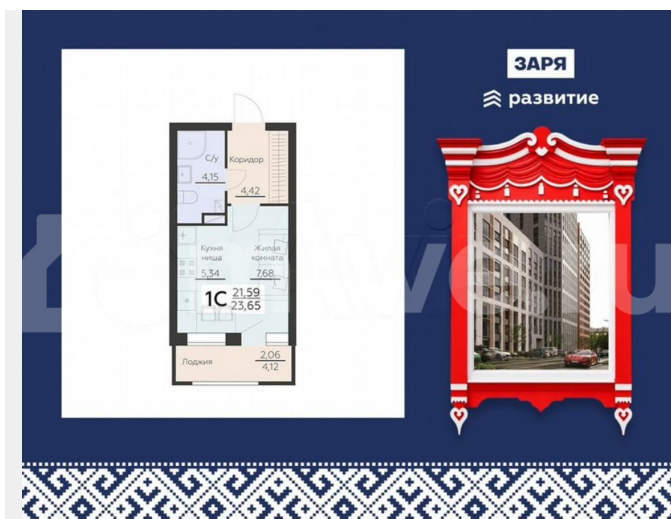 ЗАРЯ
развитие
С/у
4,15
Коридор
4,42
Кухня
ниша
5,34
Жилая
комната
7,68
1С
21,59
23,65
Лоджия
2,06
4,12